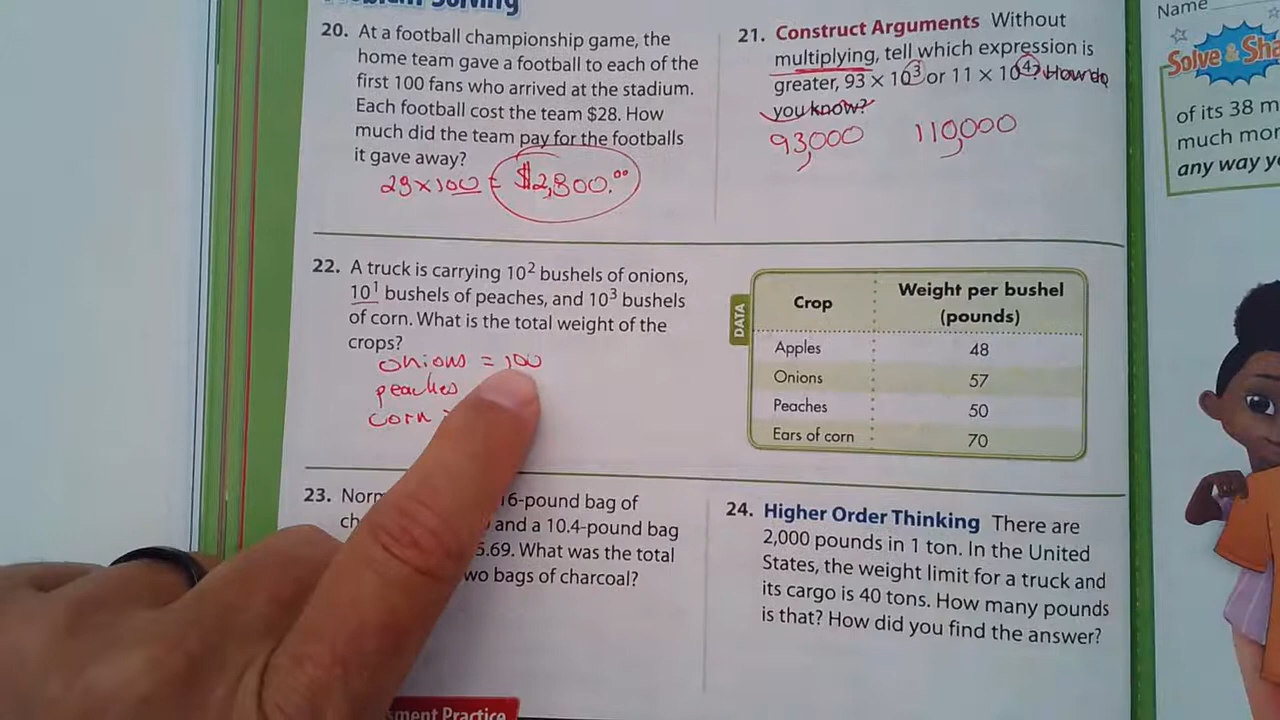 Problem Solving
20. At a football championship game, the
home team gave a football to each of the
first 100 fans who arrived at the stadium.
Each football cost the team $28. How
much did the team pay for the footballs
it gave away?
28 × 100 = $2,800.⁰⁰
21. Construct Arguments Without
multiplying, tell which expression is
greater, 93 × 10³ or 11 × 10⁴? How do
you know?
93,000 110,000
22. A truck is carrying 10² bushels of onions,
10¹ bushels of peaches, and 10³ bushels
of corn. What is the total weight of the
crops?
onions = 100
peaches
corn =
DATA
Crop Weight per bushel
(pounds)
Apples 48
Onions 57
Peaches 50
Ears of corn 70
23. 16-pound bag of
and a 10.4-pound bag
5.69. What was the total
two bags of charcoal?
24. Higher Order Thinking There are
2,000 pounds in 1 ton. In the United
States, the weight limit for a truck and
its cargo is 40 tons. How many pounds
is that? How did you find the answer?
Practice
Name
Solve &
of its 38 m
much mor
any way y